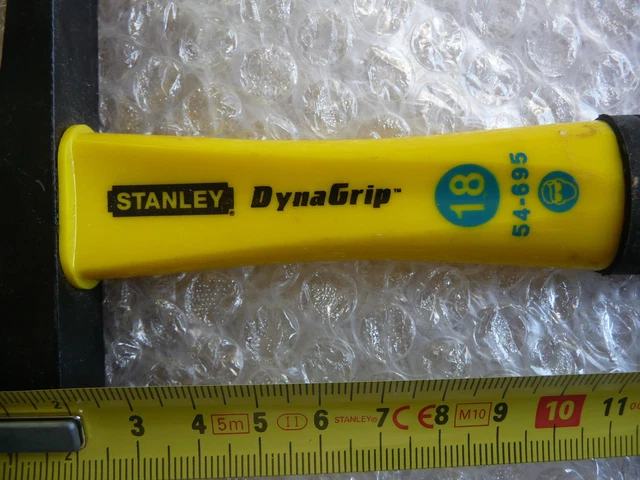 STANLEY
DynaGrip™
18
54-695
2 3 4 5m 5 II 6 STANLEY® 7 CE 8 M10 9 10 11